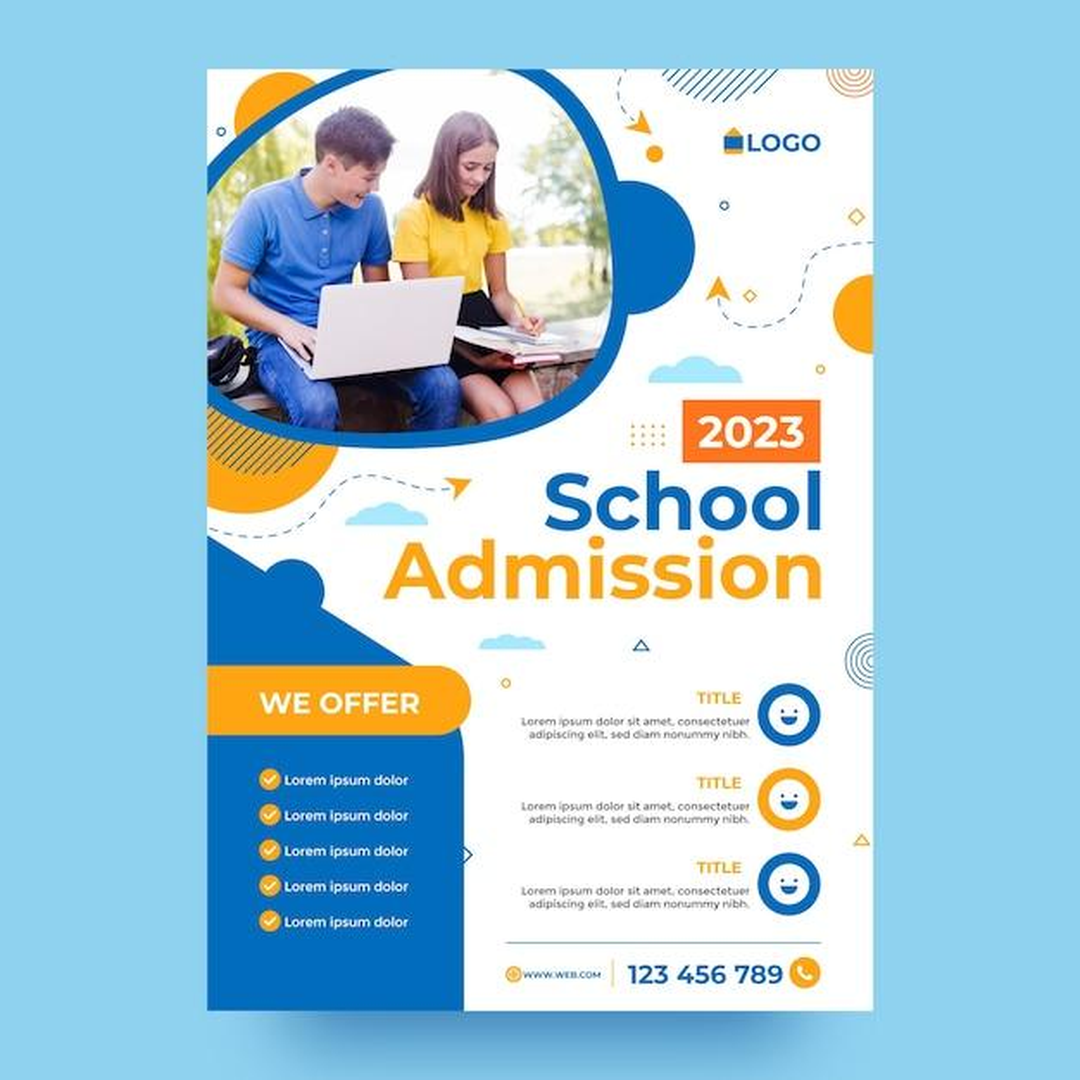 LOGO
2023
School
Admission
WE OFFER
Lorem ipsum dolor
Lorem ipsum dolor
Lorem ipsum dolor
Lorem ipsum dolor
Lorem ipsum dolor
TITLE
Lorem ipsum dolor sit amet, consectetuer
adipiscing elit, sed diam nonummy nibh.
TITLE
Lorem ipsum dolor sit amet, consectetuer
adipiscing elit, sed diam nonummy nibh.
TITLE
Lorem ipsum dolor sit amet, consectetuer
adipiscing elit, sed diam nonummy nibh.
WWW.WEB.COM
123 456 789